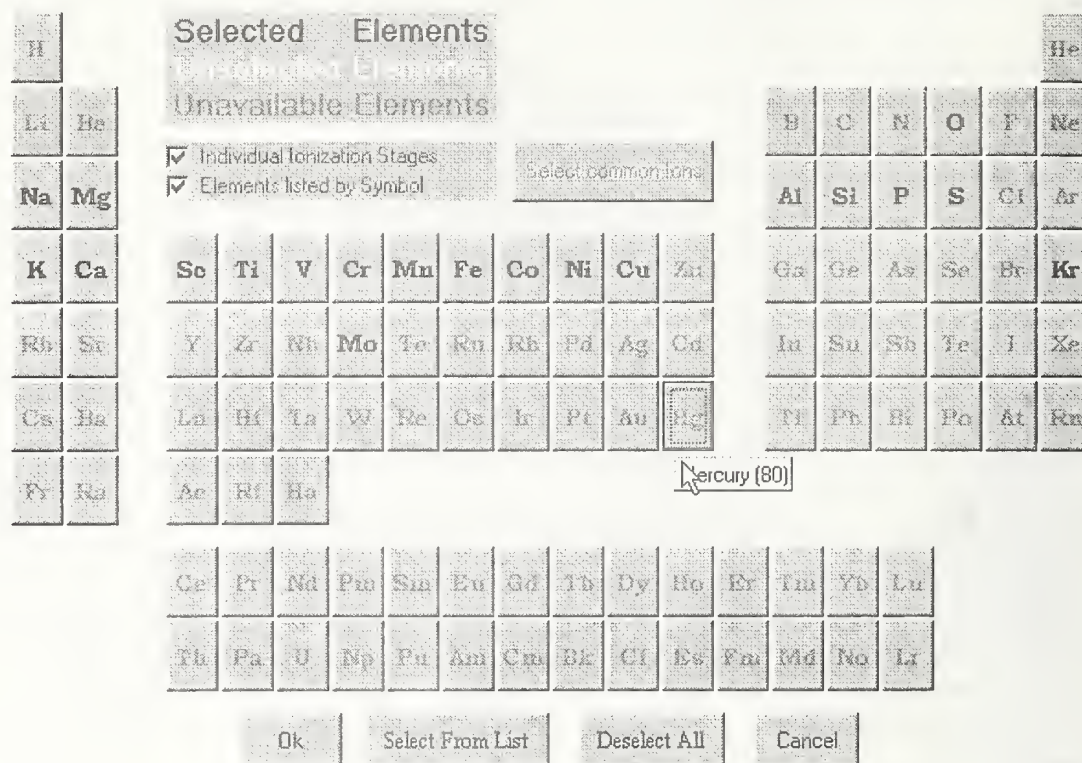 H He
Selected Elements
Unavailable Elements
Li Be B C N O F Ne
Individual Ionization Stages
Elements listed by Symbol
Select common ions
Na Mg Al Si P S Cl Ar
K Ca Sc Ti V Cr Mn Fe Co Ni Cu Zn Ga Ge As Se Br Kr
Rb Sr Y Zr Nb Mo Tc Ru Rh Pd Ag Cd In Sn Sb Te I Xe
Cs Ba La Hf Ta W Re Os Ir Pt Au Hg Tl Pb Bi Po At Rn
ercury (80)
Fr Ra Ac Rf Ha
Ce Pr Nd Pm Sm Eu Gd Tb Dy Ho Er Tm Yb Lu
Th Pa U Np Pu Am Cm Bk Cf Es Fm Md No Lr
Ok Select From List Deselect All Cancel